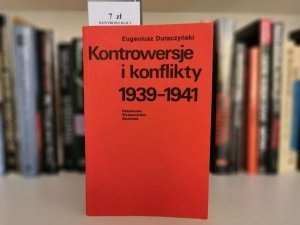 7 zł
Eugeniusz Duraczyński
Kontrowersje
i konflikty
1939-1941
Państwowe
Wydawnictwo
Naukowe